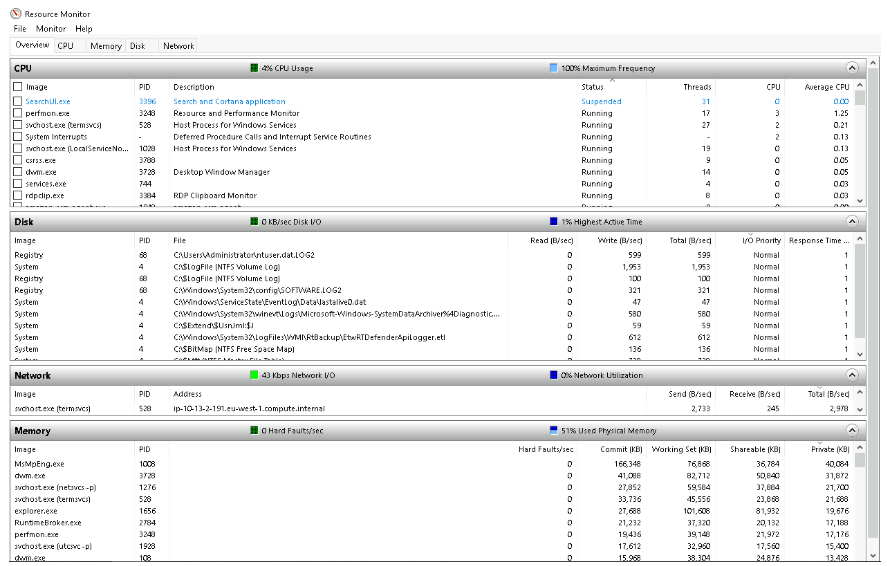 Resource Monitor
File Monitor Help
Overview CPU Memory Disk Network
CPU 4% CPU Usage 100% Maximum Frequency
Image PID Description Status Threads CPU Average CPU
SearchUI.exe 3396 Search and Cortana application Suspended 31 0 0.00
perfmon.exe 3248 Resource and Performance Monitor Running 17 3 1.25
svchost.exe (termsvcs) 528 Host Process for Windows Services Running 27 2 0.21
System Interrupts - Deferred Procedure Calls and Interrupt Service Routines Running - 2 0.13
svchost.exe (LocalServiceNo... 1028 Host Process for Windows Services Running 19 0 0.13
csrss.exe 3788 Running 9 0 0.05
dwm.exe 3728 Desktop Window Manager Running 14 0 0.05
services.exe 744 Running 4 0 0.03
rdpclip.exe 3384 RDP Clipboard Monitor Running 8 0 0.03
Disk 0 KB/sec Disk I/O 1% Highest Active Time
Image PID File Read (B/sec) Write (B/sec) Total (B/sec) I/O Priority Response Time ...
Registry 68 C:\Users\Administrator\ntuser.dat.LOG2 0 599 599 Normal 1
System 4 C:\$LogFile (NTFS Volume Log) 0 1,953 1,953 Normal 1
Registry 68 C:\$LogFile (NTFS Volume Log) 0 100 100 Normal 1
Registry 68 C:\Windows\System32\config\SOFTWARE.LOG2 0 321 321 Normal 1
System 4 C:\Windows\ServiceState\EventLog\Data\lastalive0.dat 0 47 47 Normal 1
System 4 C:\Windows\System32\winevt\Logs\Microsoft-Windows-SystemDataArchiver%4Diagnostic.... 0 580 580 Normal 1
System 4 C:\$Extend\$UsnJrnl:$J 0 59 59 Normal 1
System 4 C:\Windows\System32\LogFiles\WMI\RtBackup\EtwRTDefenderApiLogger.etl 0 612 612 Normal 1
System 4 C:\$BitMap (NTFS Free Space Map) 0 136 136 Normal 1
Network 43 Kbps Network I/O 0% Network Utilization
Image PID Address Send (B/sec) Receive (B/sec) Total (B/sec)
svchost.exe (termsvcs) 528 ip-10-13-2-191.eu-west-1.compute.internal 2,733 245 2,978
Memory 0 Hard Faults/sec 51% Used Physical Memory
Image PID Hard Faults/sec Commit (KB) Working Set (KB) Shareable (KB) Private (KB)
MsMpEng.exe 1008 0 166,348 76,868 36,784 40,084
dwm.exe 3728 0 41,088 82,712 50,840 31,872
svchost.exe (netsvcs -p) 1276 0 27,852 59,584 37,884 21,700
svchost.exe (termsvcs) 528 0 33,736 45,556 23,868 21,688
explorer.exe 1656 0 27,688 101,608 81,932 19,676
RuntimeBroker.exe 2784 0 21,232 37,320 20,132 17,188
perfmon.exe 3248 0 19,436 39,148 21,972 17,176
svchost.exe (utcsvc -p) 1928 0 17,612 32,960 17,560 15,400
dwm.exe 108 0 15,968 38,304 24,876 13,428